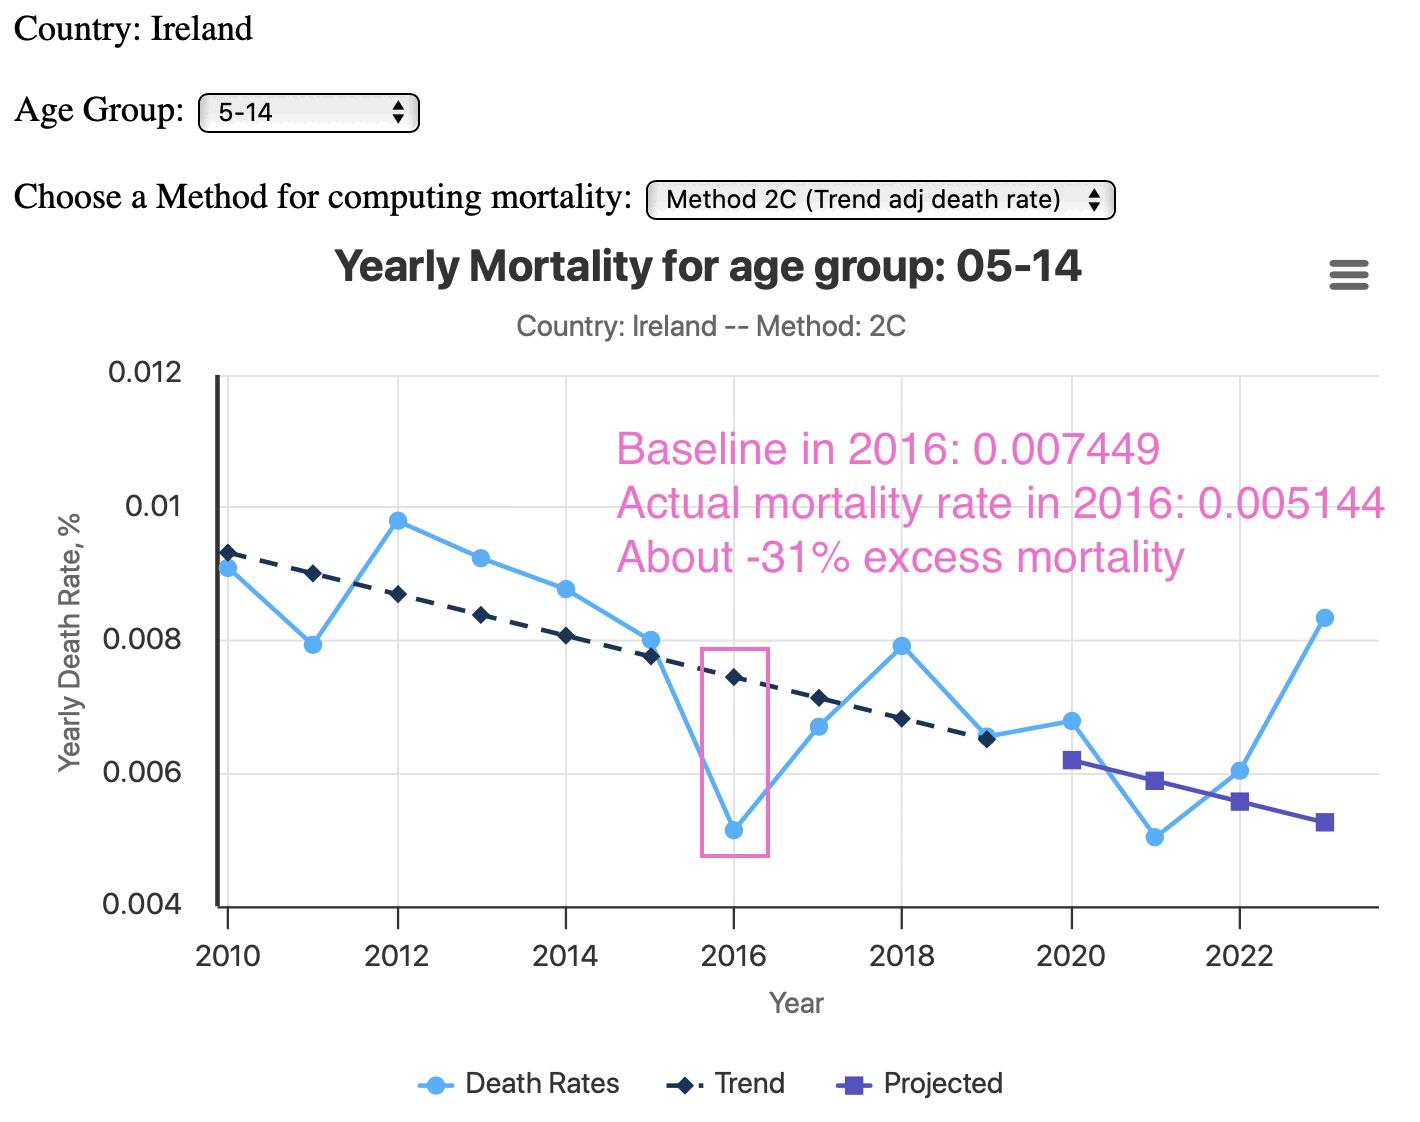 Country: Ireland
Age Group: 5-14
Choose a Method for computing mortality: Method 2C (Trend adj death rate)
Yearly Mortality for age group: 05-14
Country: Ireland -- Method: 2C
0.012
0.01
0.008
0.006
0.004
Yearly Death Rate, %
Baseline in 2016: 0.007449
Actual mortality rate in 2016: 0.005144
About -31% excess mortality
2010 2012 2014 2016 2018 2020 2022
Year
Death Rates Trend Projected